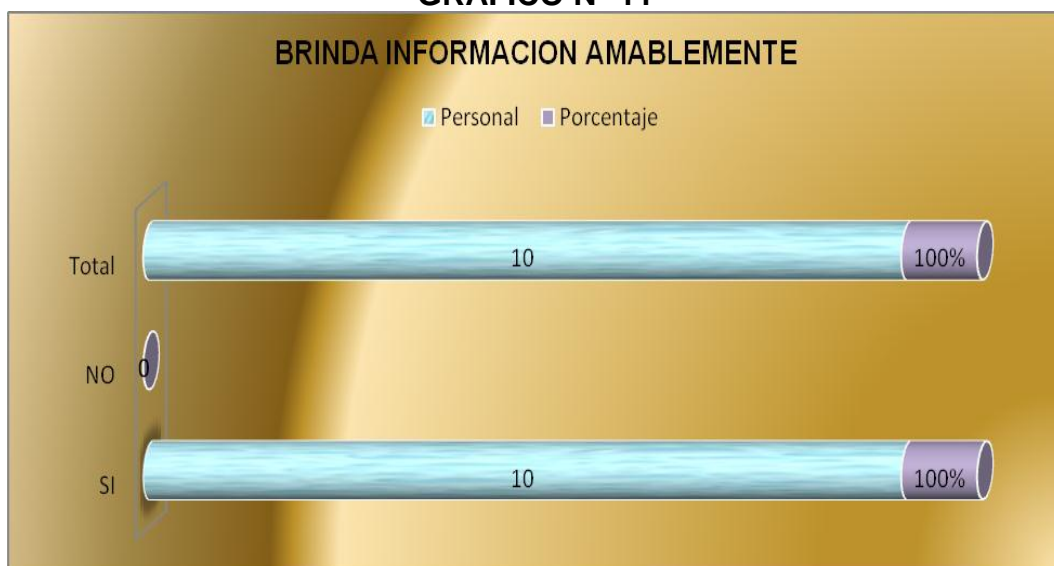 BRINDA INFORMACION AMABLEMENTE
Personal Porcentaje
Total 10 100%
NO 0
SI 10 100%